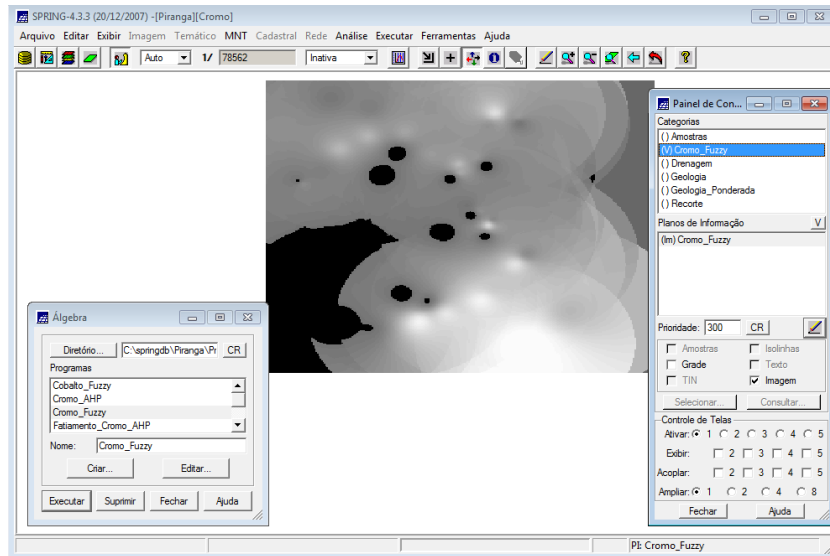 SPRING-4.3.3 (20/12/2007) -[Piranga][Cromo]
Arquivo Editar Exibir Imagem Temático MNT Cadastral Rede Análise Executar Ferramentas Ajuda
Auto 1/ 78562 Inativa
Painel de Con...
Categorias
( ) Amostras
(V) Cromo_Fuzzy
( ) Drenagem
( ) Geologia
( ) Geologia_Ponderada
( ) Recorte
Planos de Informação V
(Im) Cromo_Fuzzy
Prioridade: 300 CR
Amostras Isolinhas
Grade Texto
TIN Imagem
Selecionar... Consultar...
Controle de Telas
Ativar: 1 2 3 4 5
Exibir: 2 3 4 5
Acoplar: 2 3 4 5
Ampliar: 1 2 4 8
Fechar Ajuda
Álgebra
Diretório... C:\springdb\Piranga\Pr CR
Programas
Cobalto_Fuzzy
Cromo_AHP
Cromo_Fuzzy
Fatiamento_Cromo_AHP
Nome: Cromo_Fuzzy
Criar... Editar...
Executar Suprimir Fechar Ajuda
PI: Cromo_Fuzzy